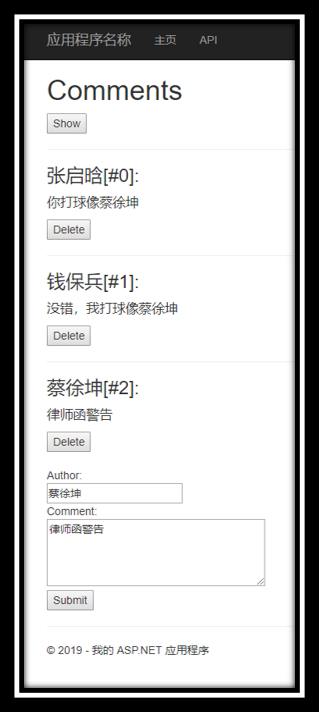 应用程序名称 主页 API
Comments
Show
张启晗[#0]:
你打球像蔡徐坤
Delete
钱保兵[#1]:
没错，我打球像蔡徐坤
Delete
蔡徐坤[#2]:
律师函警告
Delete
Author:
蔡徐坤
Comment:
律师函警告
Submit
© 2019 - 我的 ASP.NET 应用程序